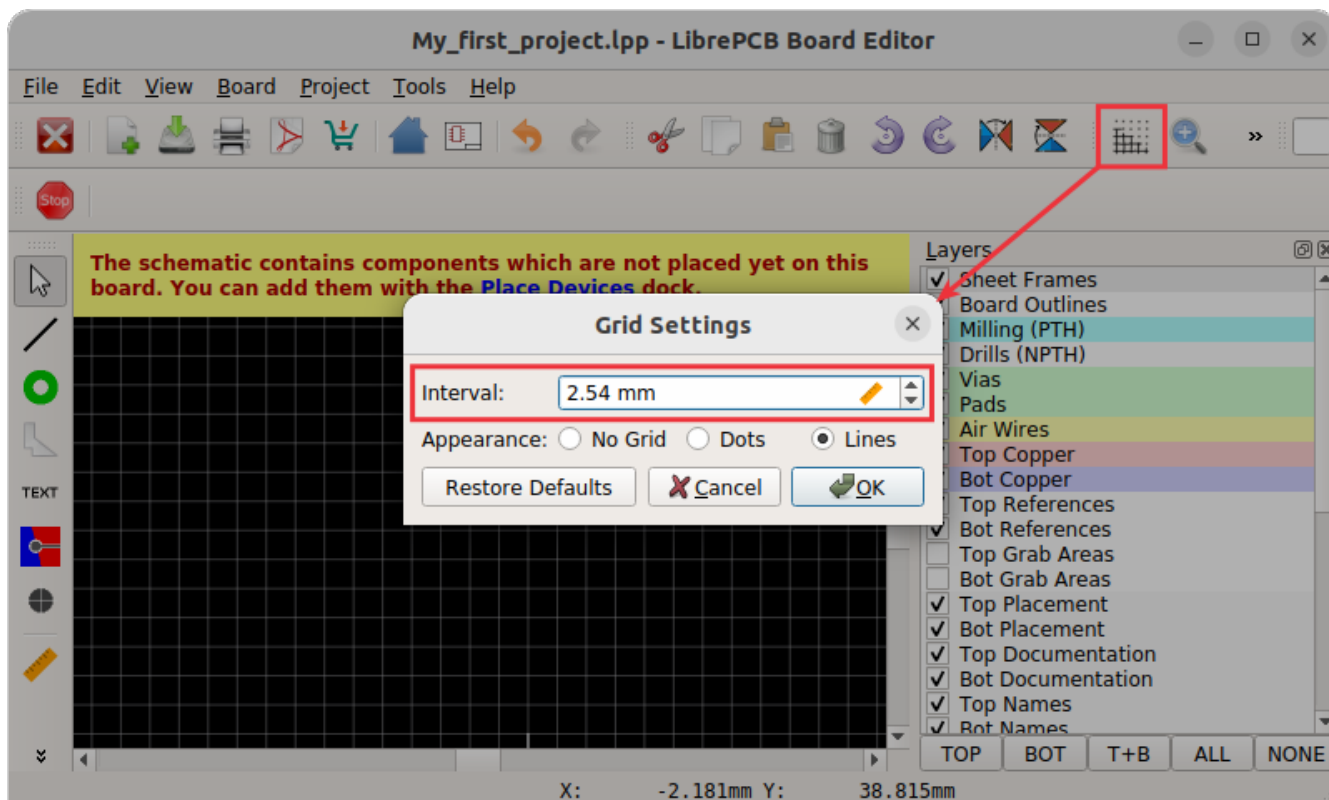 My_first_project.lpp - LibrePCB Board Editor
File Edit View Board Project Tools Help
Stop
The schematic contains components which are not placed yet on this
board. You can add them with the Place Devices dock.
TEXT
Grid Settings
Interval: 2.54 mm
Appearance: No Grid Dots Lines
Restore Defaults Cancel OK
Layers
Sheet Frames
Board Outlines
Milling (PTH)
Drills (NPTH)
Vias
Pads
Air Wires
Top Copper
Bot Copper
Top References
Bot References
Top Grab Areas
Bot Grab Areas
Top Placement
Bot Placement
Top Documentation
Bot Documentation
Top Names
Bot Names
TOP BOT T+B ALL NONE
X: -2.181mm Y: 38.815mm